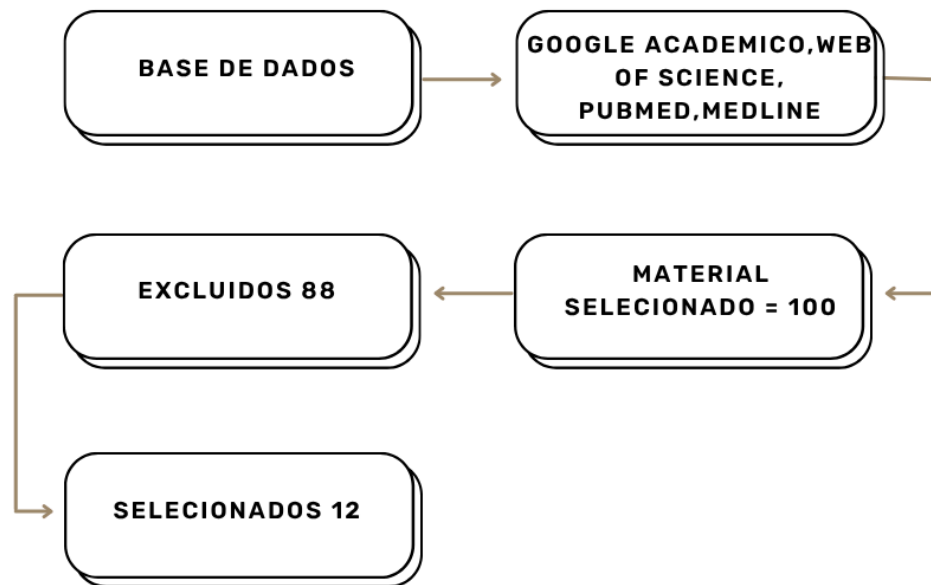 BASE DE DADOS
GOOGLE ACADEMICO,WEB
OF SCIENCE,
PUBMED,MEDLINE
MATERIAL
SELECIONADO = 100
EXCLUIDOS 88
SELECIONADOS 12